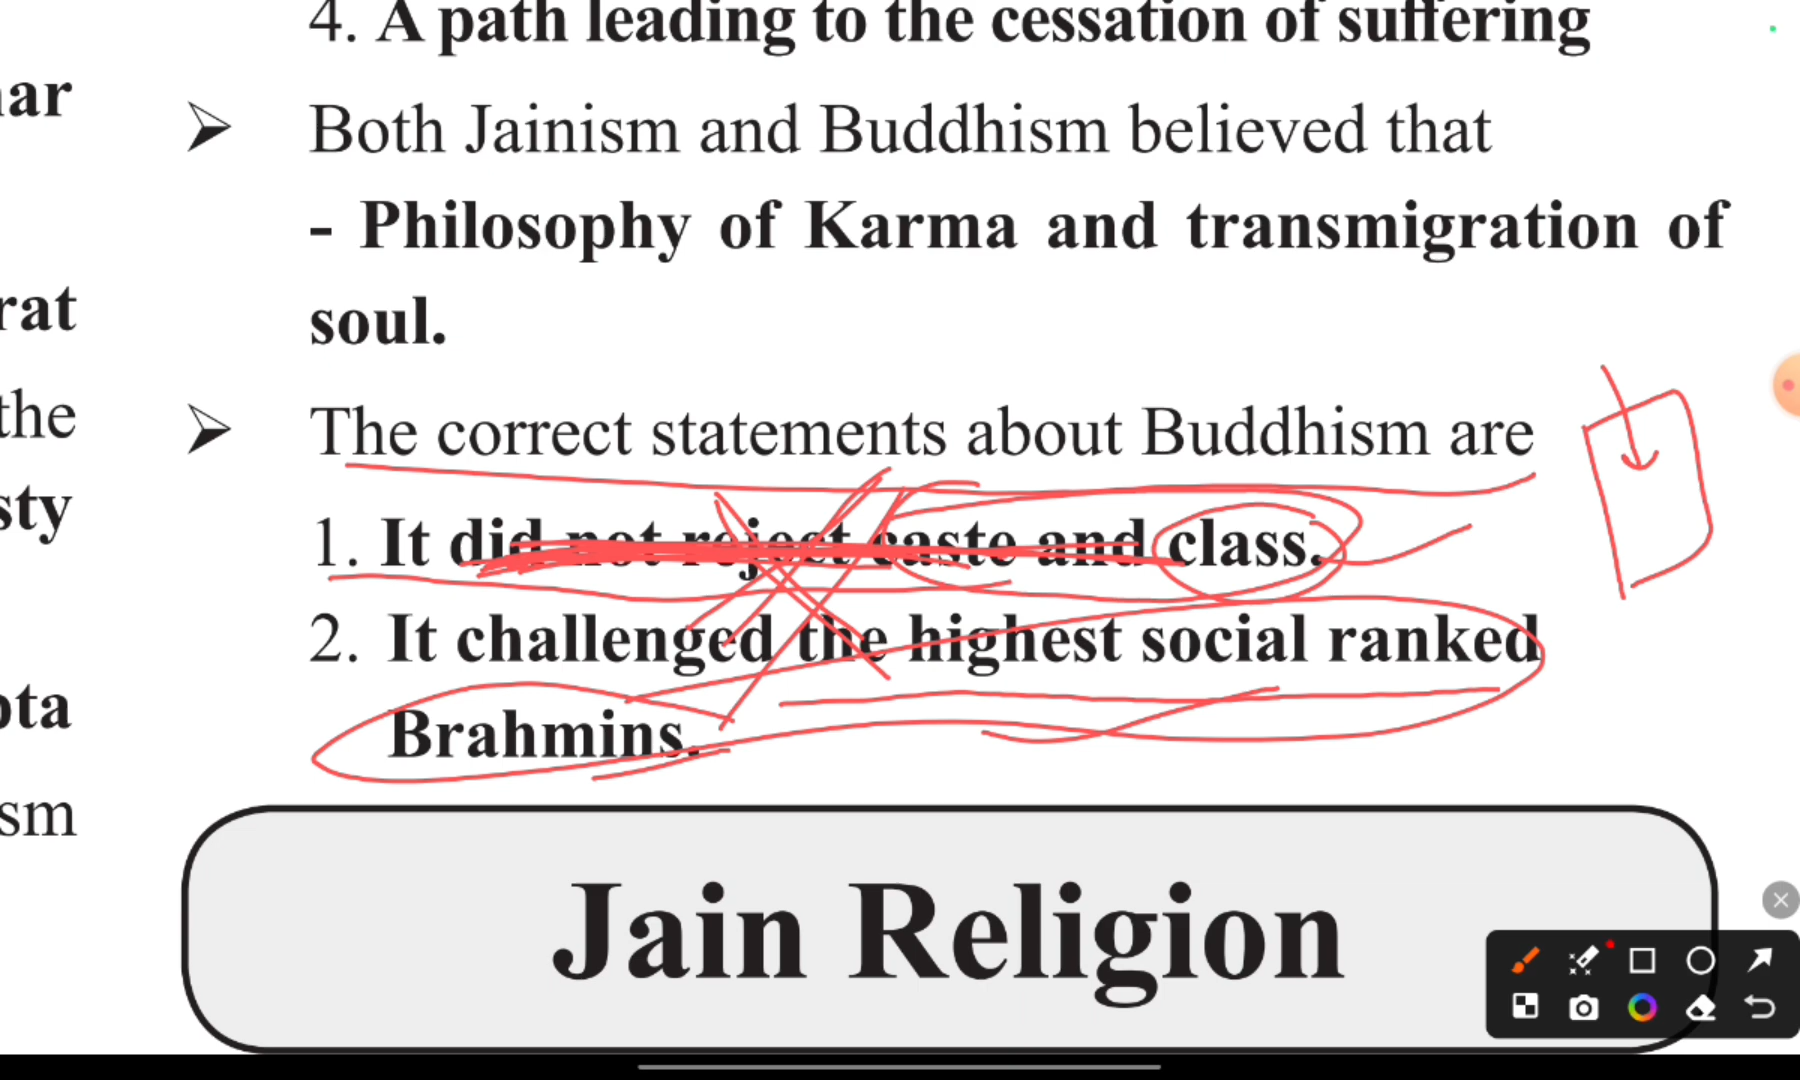 4. A path leading to the cessation of suffering
ar
➢ Both Jainism and Buddhism believed that
- Philosophy of Karma and transmigration of
rat
soul.
the
➢ The correct statements about Buddhism are
sty
1. It did not reject caste and class.
2. It challenged the highest social ranked
ota
Brahmins.
sm
Jain Religion